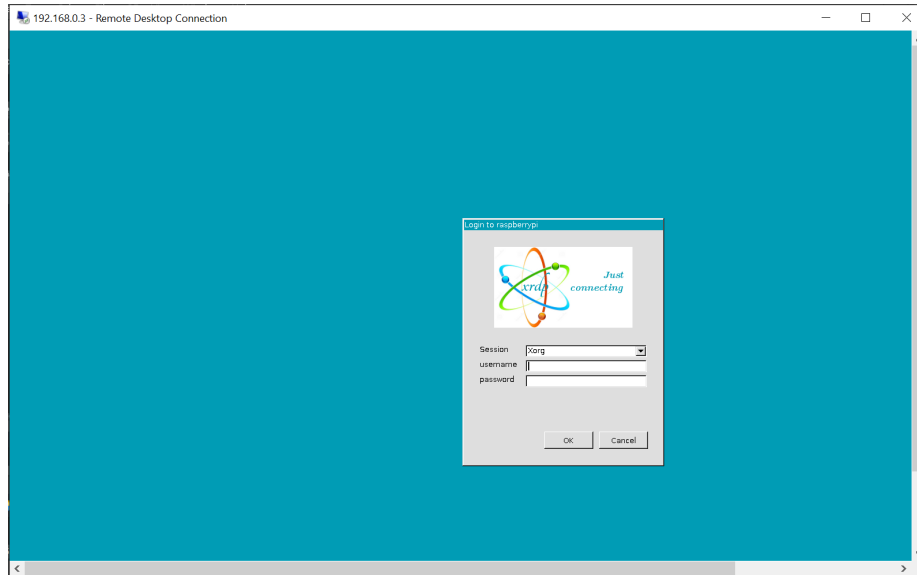 192.168.0.3 - Remote Desktop Connection
Login to raspberrypi
Just
xrdp connecting
Session Xorg
username
password
OK Cancel